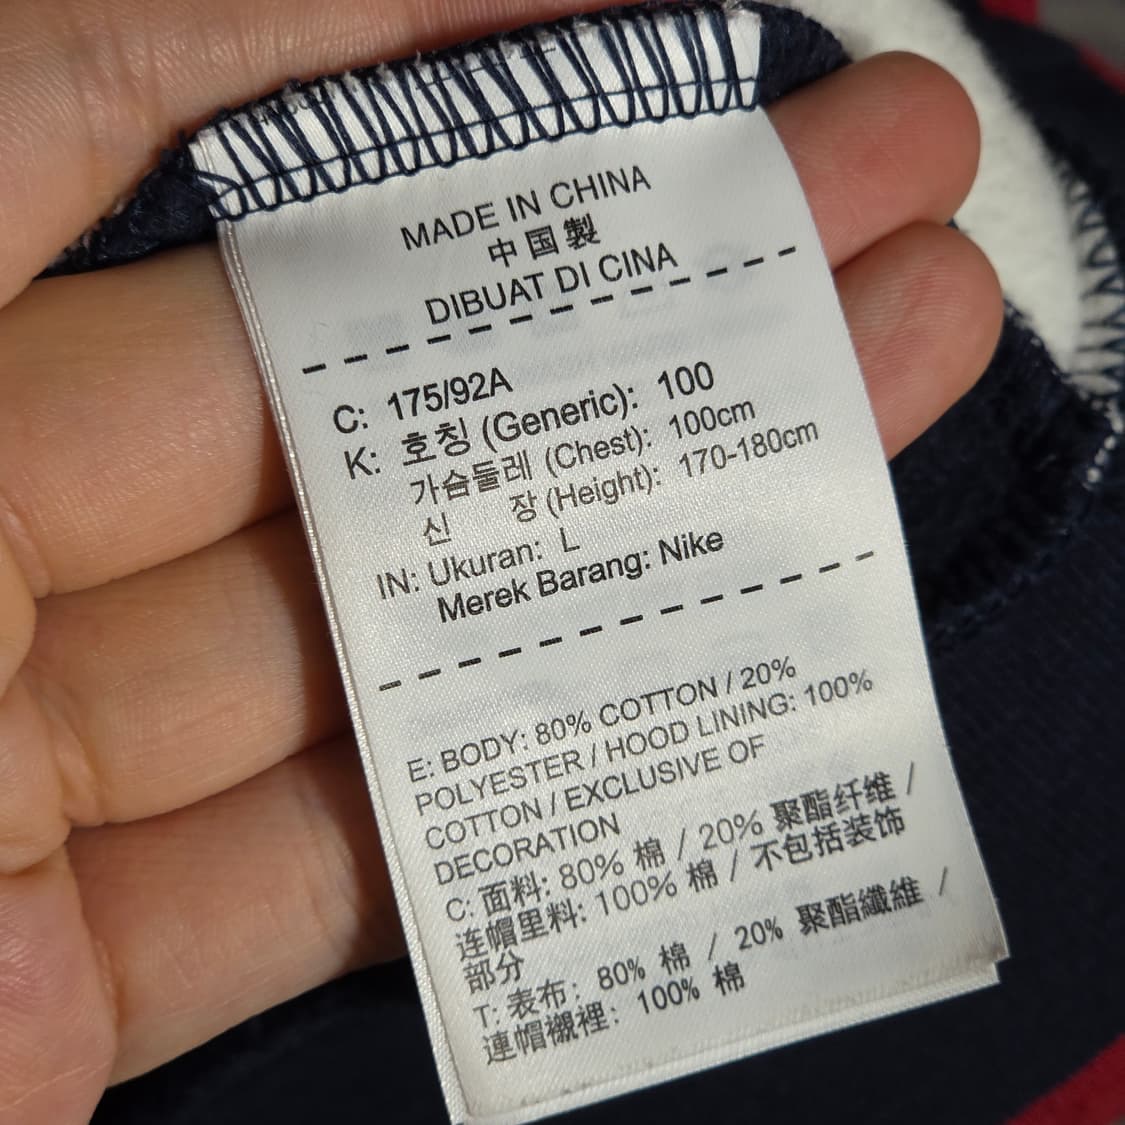 MADE IN CHINA
中国製
DIBUAT DI CINA
C: 175/92A
K: 호칭 (Generic): 100
가슴둘레 (Chest): 100cm
신 장 (Height): 170-180cm
IN: Ukuran: L
Merek Barang: Nike
E: BODY: 80% COTTON / 20%
POLYESTER / HOOD LINING: 100%
COTTON / EXCLUSIVE OF
DECORATION
C: 面料: 80% 棉 / 20% 聚酯纤维 /
连帽里料: 100% 棉 / 不包括装饰
部分
T: 表布: 80% 棉 / 20% 聚酯纖維 /
連帽襯裡: 100% 棉